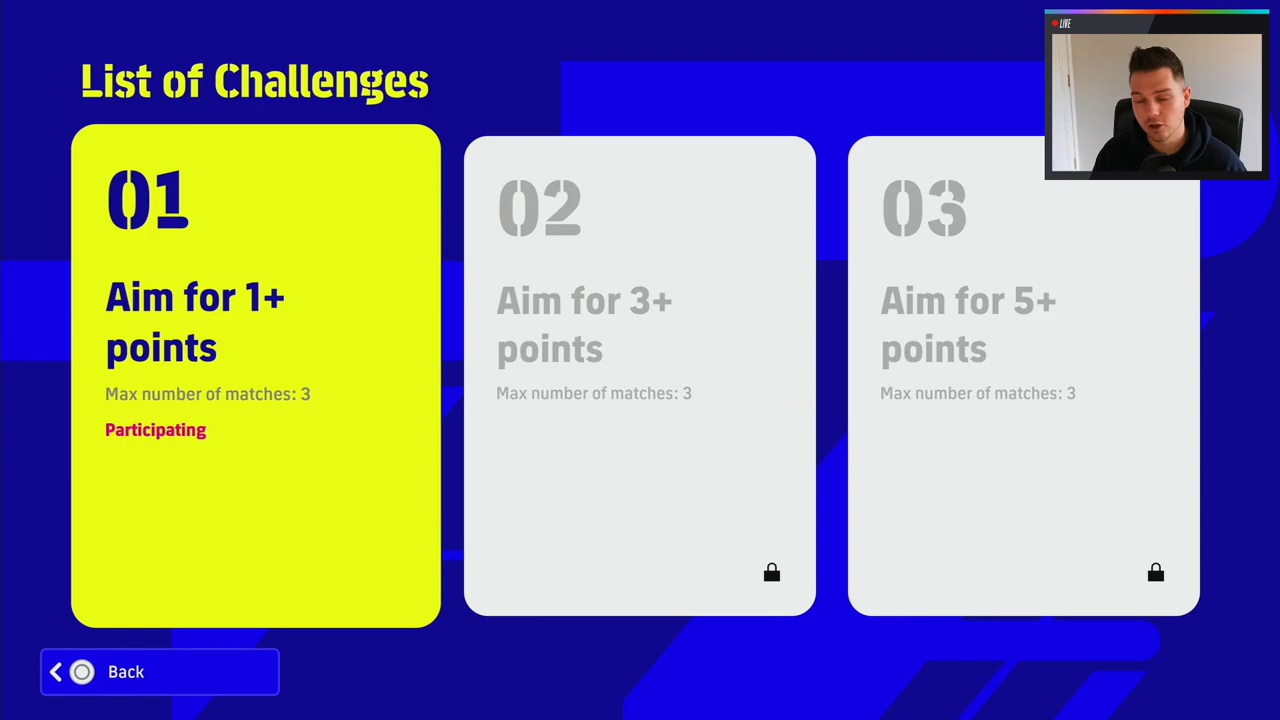 List of Challenges
LIVE
01
Aim for 1+
points
Max number of matches: 3
Participating
02
Aim for 3+
points
Max number of matches: 3
03
Aim for 5+
points
Max number of matches: 3
Back